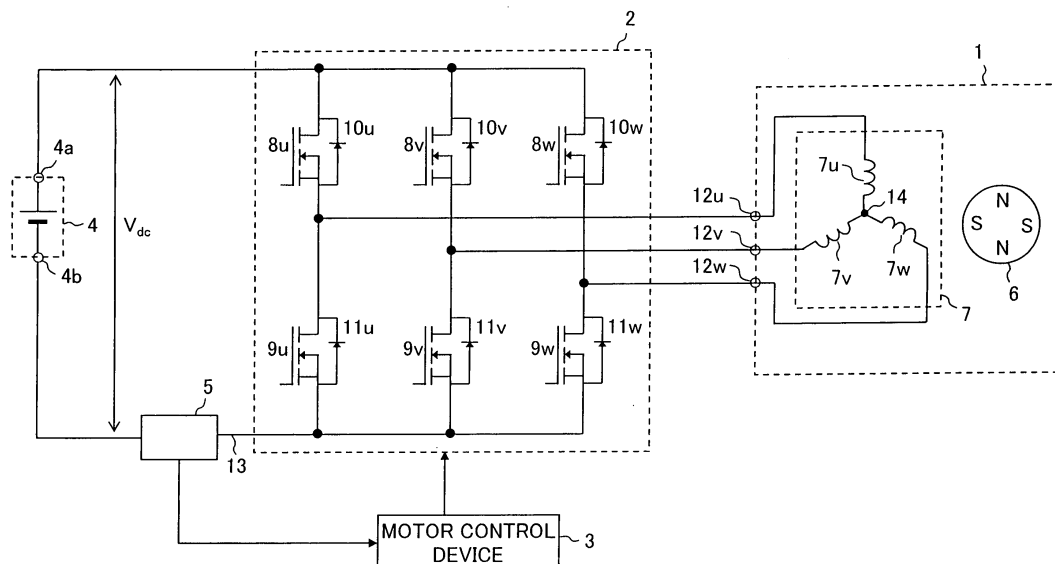 2
1
4a
4
4b
Vdc
8u
10u
8v
10v
8w
10w
12u
12v
12w
7u
14
7v
7w
7
N
S
S
N
6
9u
11u
9v
11v
9w
11w
5
13
MOTOR CONTROL
DEVICE
3